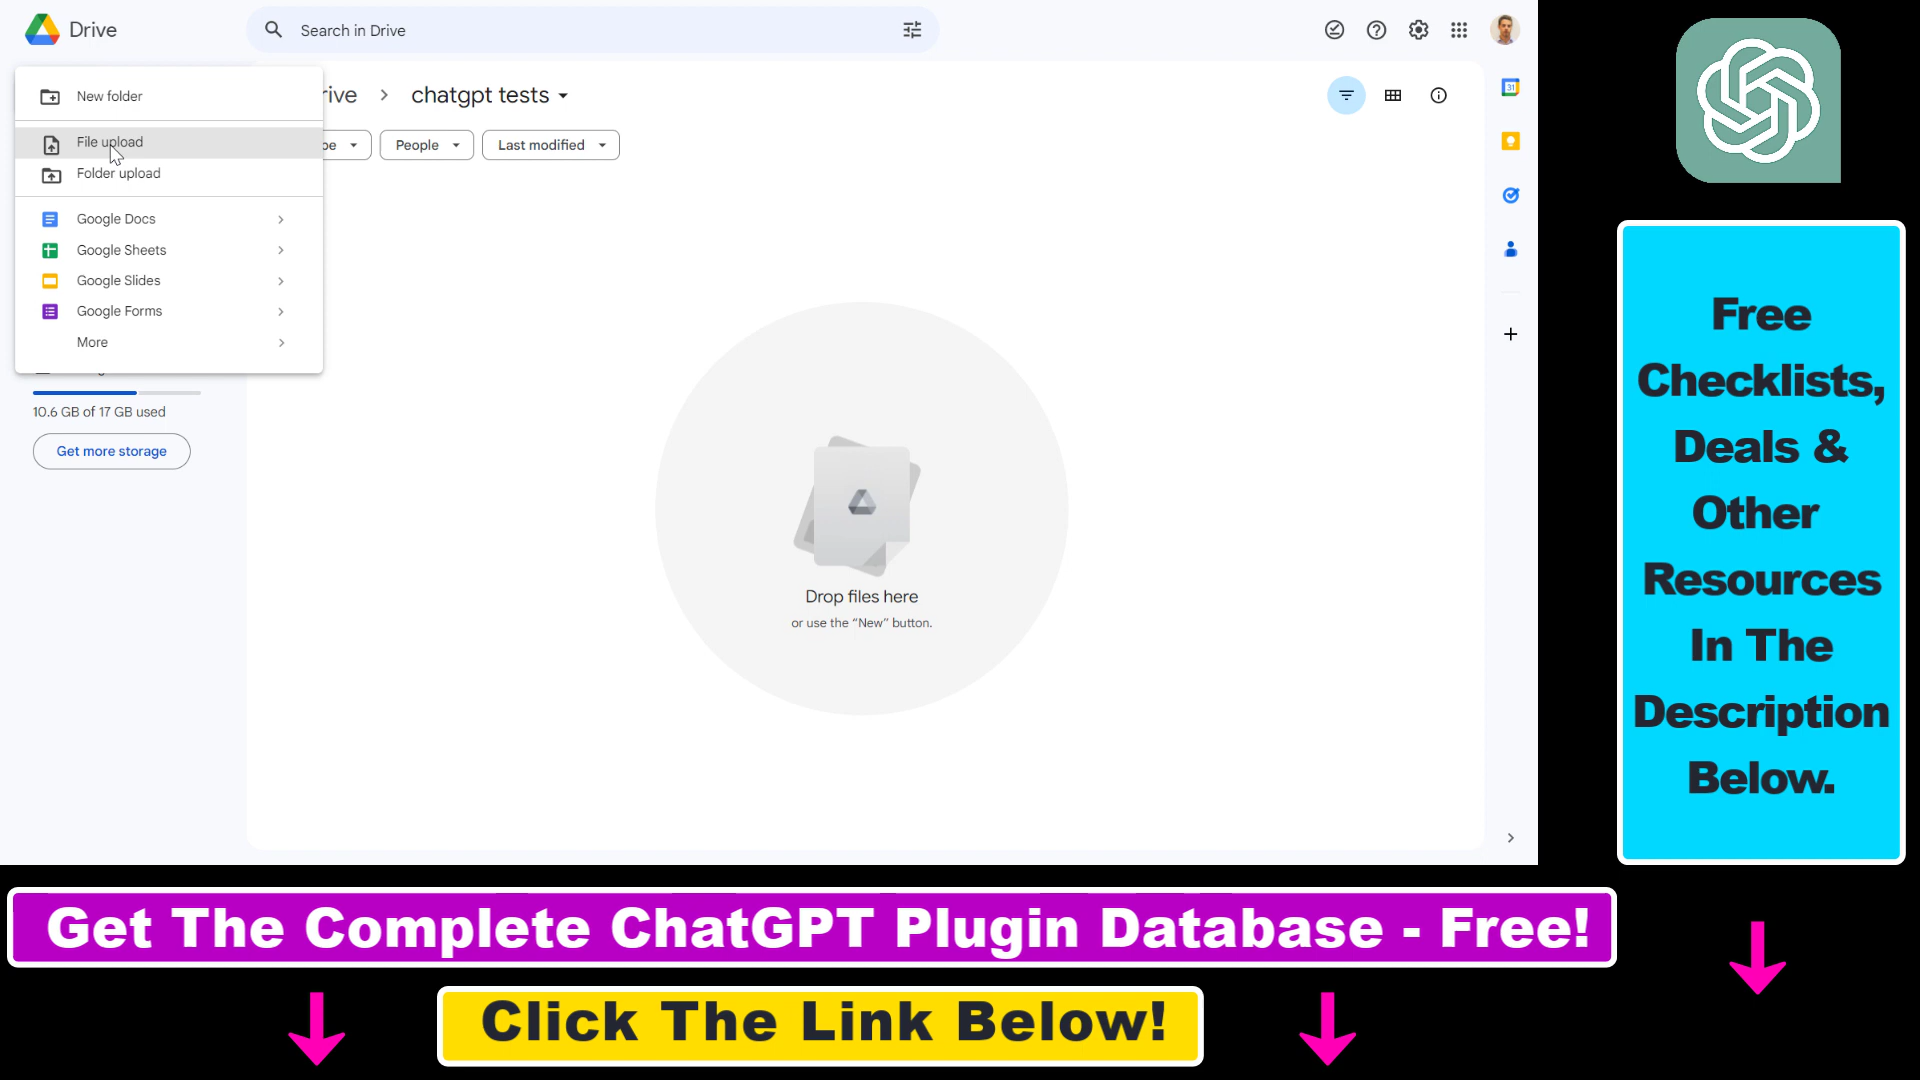 Drive
Search in Drive
New folder
rive
chatgpt tests
File upload
pe
People
Last modified
Folder upload
Google Docs
Google Sheets
Google Slides
Google Forms
More
10.6 GB of 17 GB used
Get more storage
31
Drop files here
or use the “New” button.
Free
Checklists,
Deals &
Other
Resources
In The
Description
Below.
Get The Complete ChatGPT Plugin Database - Free!
Click The Link Below!